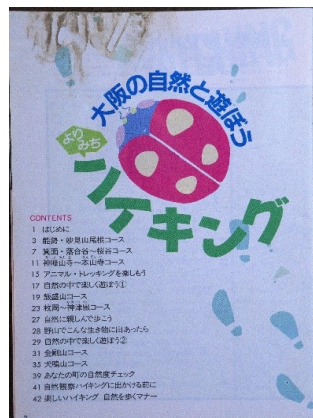 大阪の自然と遊ぼう
よりみち
ハイキング
CONTENTS
1 はじめに
3 能勢・妙見山尾根コース
7 箕面・落合谷～桜谷コース
11 神峰山寺～本山寺コース
15 アニマル・トレッキングを楽しもう
17 自然の中で楽しく遊ぼう①
19 飯盛山コース
23 枚岡～神津嶽コース
27 自然に親しんで歩こう
28 野山でこんな生き物に出あったら
29 自然の中で楽しく遊ぼう②
31 金剛山コース
35 犬鳴山コース
39 あなたの町の自然度チェック
41 自然観察ハイキングに出かける前に
42 楽しいハイキング 自然を歩くマナー